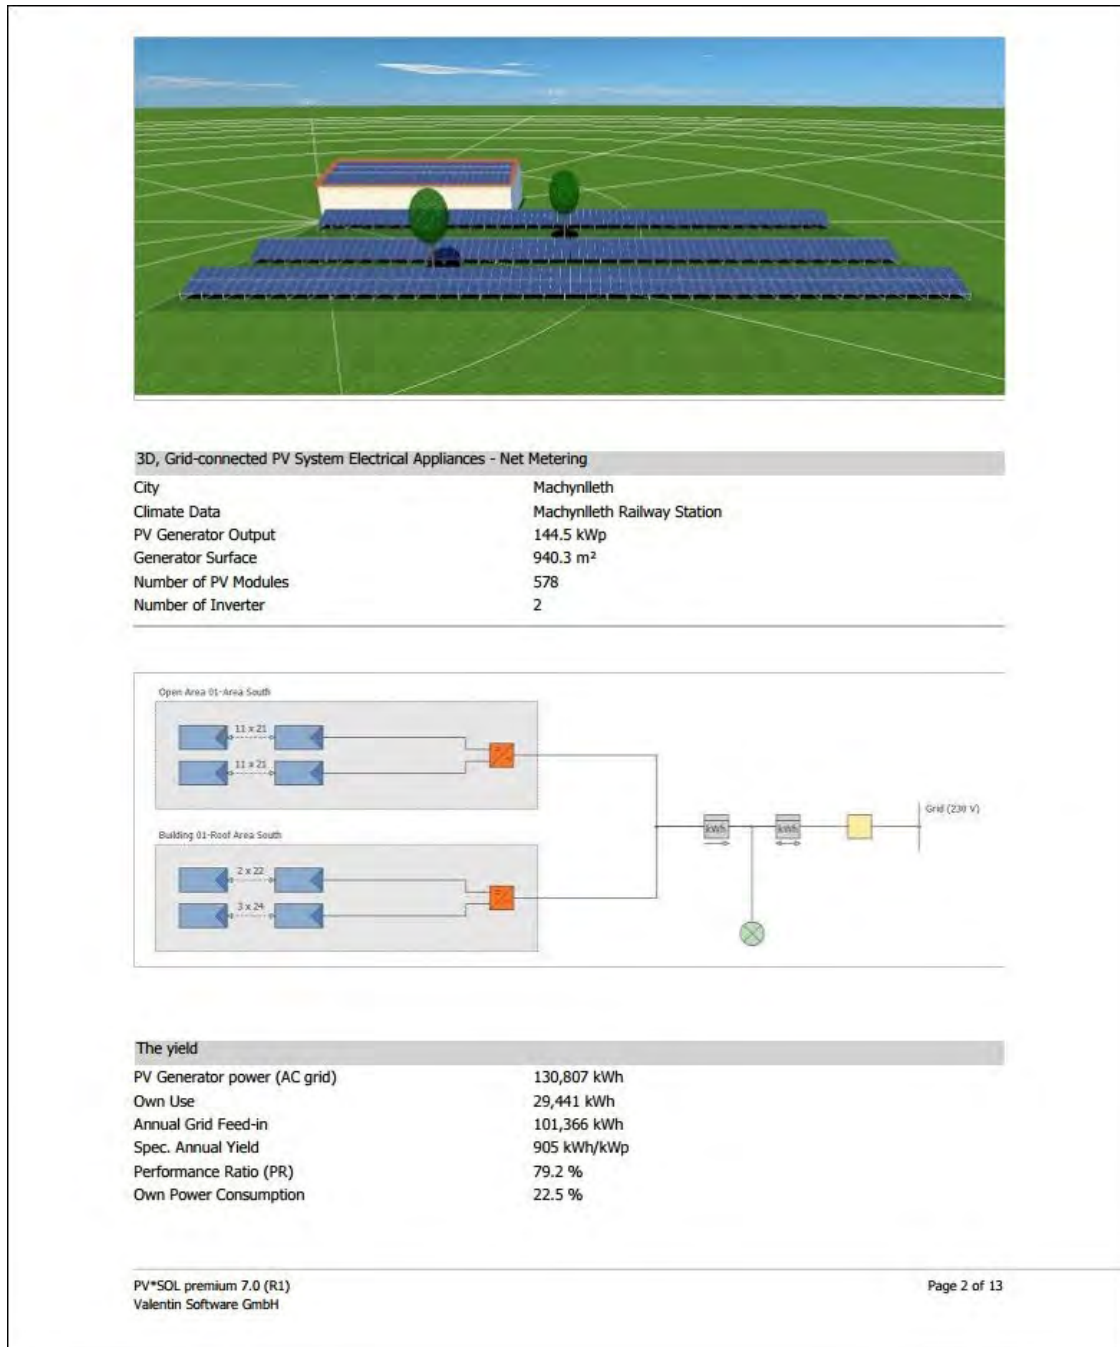 3D, Grid-connected PV System Electrical Appliances - Net Metering
City Machynlleth
Climate Data Machynlleth Railway Station
PV Generator Output 144.5 kWp
Generator Surface 940.3 m²
Number of PV Modules 578
Number of Inverter 2
Open Area 01-Area South
11 x 21
11 x 21
Grid (230 V)
kWh kWh
Building 01-Roof Area South
2 x 22
3 x 24
The yield
PV Generator power (AC grid) 130,807 kWh
Own Use 29,441 kWh
Annual Grid Feed-in 101,366 kWh
Spec. Annual Yield 905 kWh/kWp
Performance Ratio (PR) 79.2 %
Own Power Consumption 22.5 %
PV*SOL premium 7.0 (R1) Page 2 of 13
Valentin Software GmbH